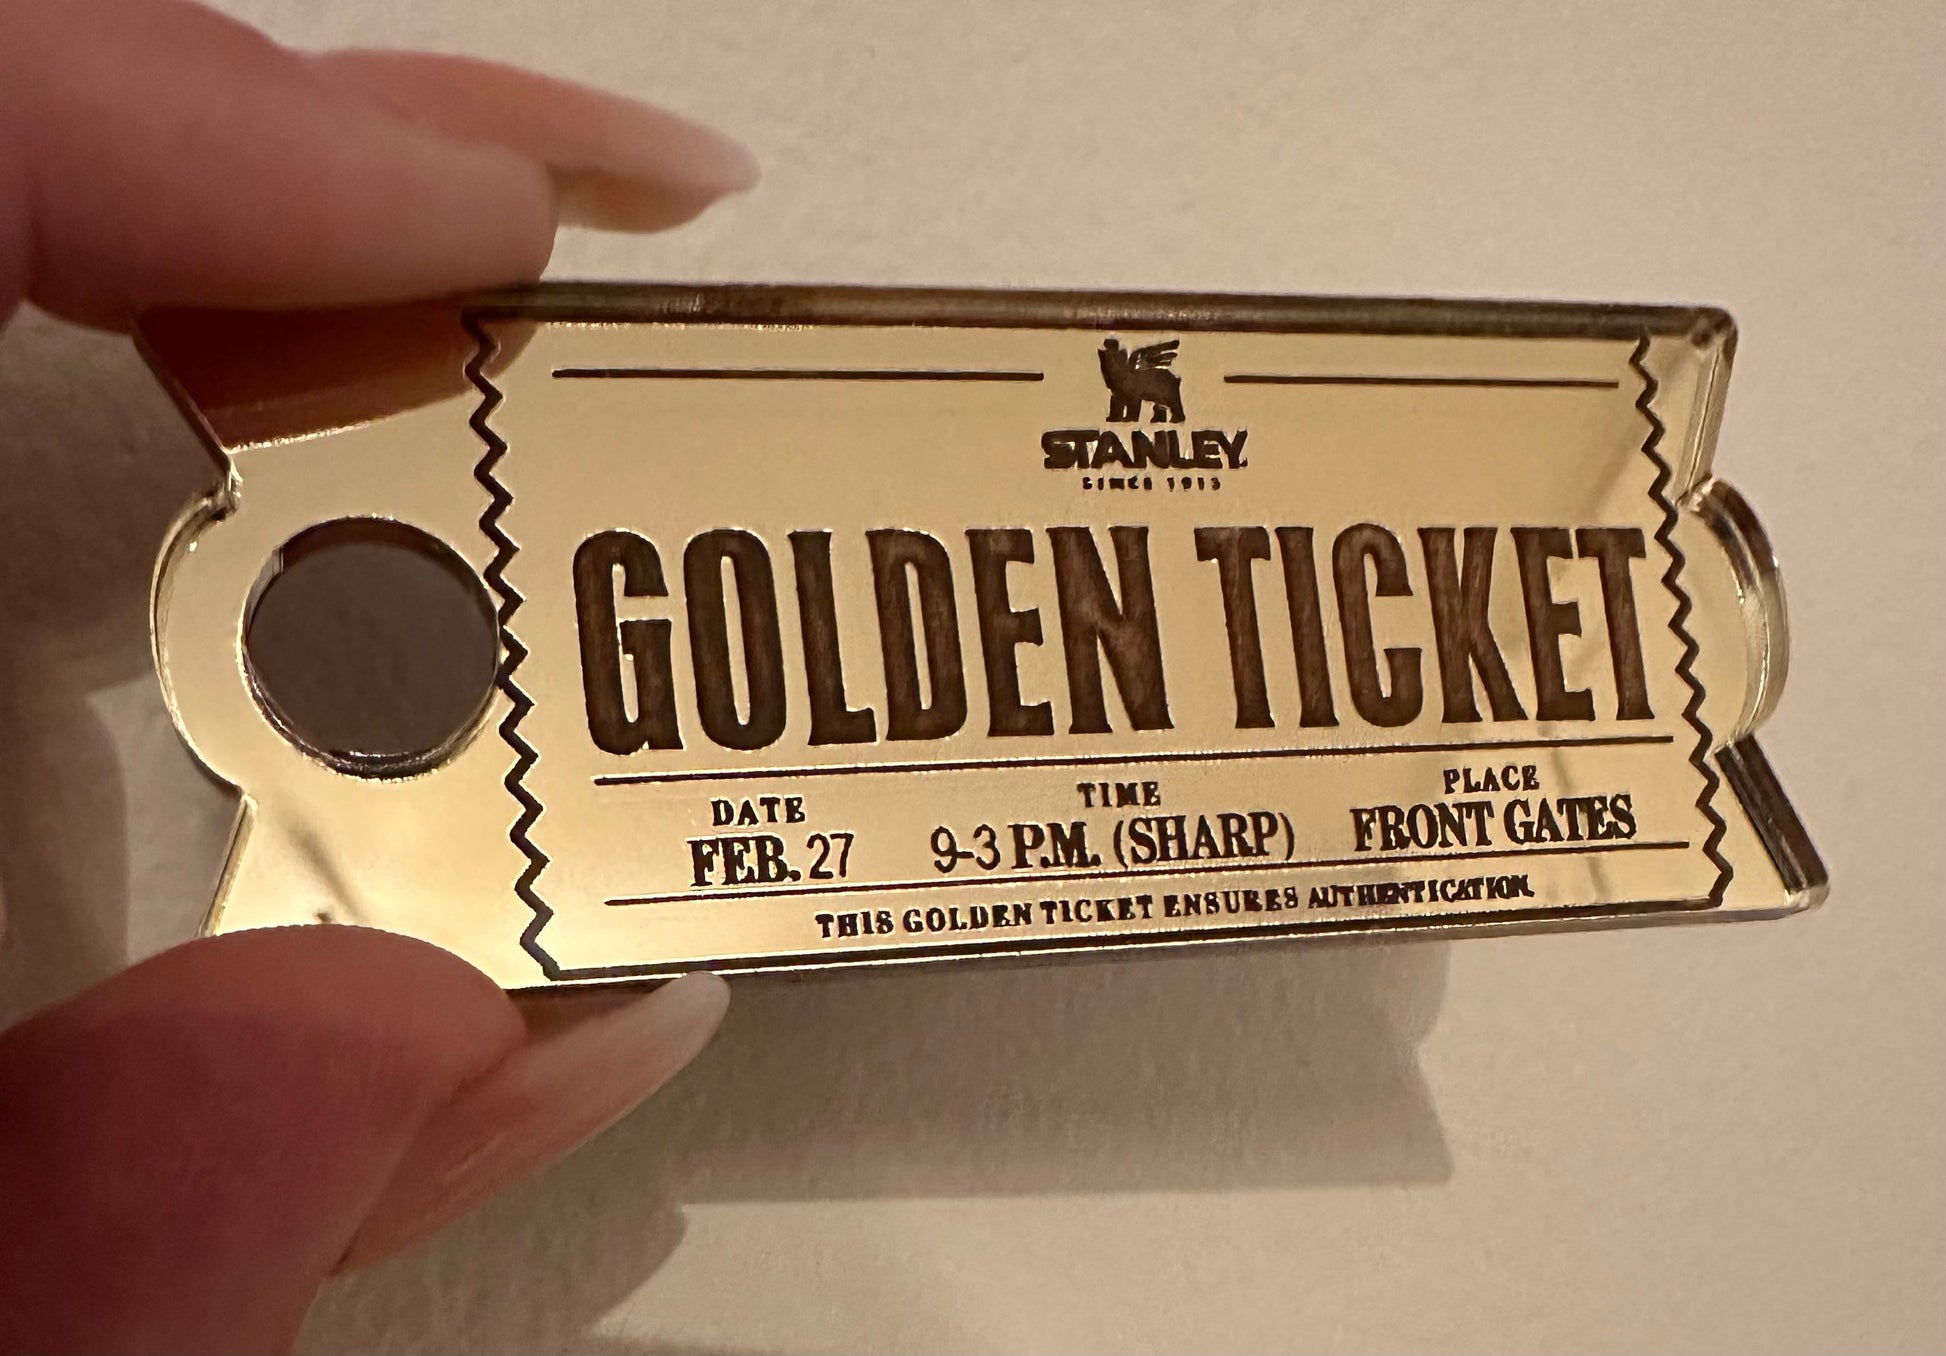 STANLEY
SINCE 1913
GOLDEN TICKET
DATE
FEB. 27
TIME
9-3 P.M. (SHARP)
PLACE
FRONT GATES
THIS GOLDEN TICKET ENSURES AUTHENTICATION.